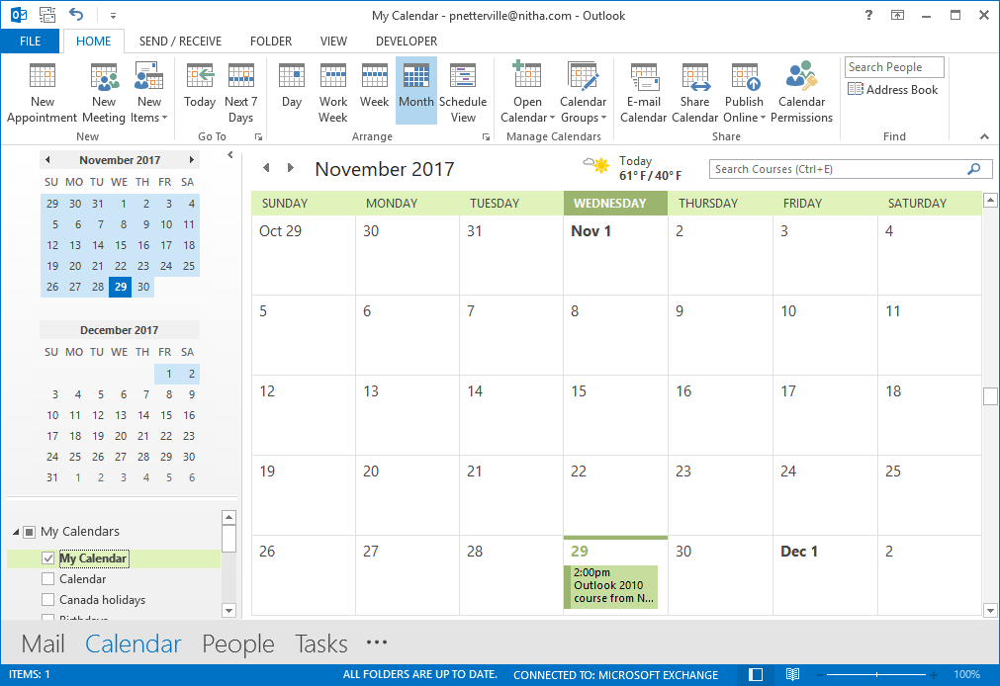 My Calendar - pnetterville@nitha.com - Outlook
?
FILE HOME SEND / RECEIVE FOLDER VIEW DEVELOPER
New Appointment
New Meeting
New Items
New
Today
Next 7 Days
Go To
Day
Work Week
Week
Month
Schedule View
Arrange
Open Calendar
Calendar Groups
Manage Calendars
E-mail Calendar
Share Calendar
Publish Online
Calendar Permissions
Share
Search People
Address Book
Find
November 2017
SU MO TU WE TH FR SA
29 30 31 1 2 3 4
5 6 7 8 9 10 11
12 13 14 15 16 17 18
19 20 21 22 23 24 25
26 27 28 29 30
December 2017
SU MO TU WE TH FR SA
1 2
3 4 5 6 7 8 9
10 11 12 13 14 15 16
17 18 19 20 21 22 23
24 25 26 27 28 29 30
31 1 2 3 4 5 6
My Calendars
My Calendar
Calendar
Canada holidays
November 2017
Today
61° F / 40° F
Search Courses (Ctrl+E)
SUNDAY MONDAY TUESDAY WEDNESDAY THURSDAY FRIDAY SATURDAY
Oct 29 30 31 Nov 1 2 3 4
5 6 7 8 9 10 11
12 13 14 15 16 17 18
19 20 21 22 23 24 25
26 27 28 29 30 Dec 1 2
2:00pm
Outlook 2010
course from N...
Mail Calendar People Tasks •••
ITEMS: 1
ALL FOLDERS ARE UP TO DATE.
CONNECTED TO: MICROSOFT EXCHANGE
100%